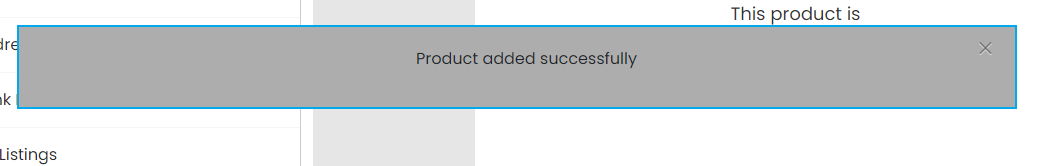 This product is
Product added successfully
Listings